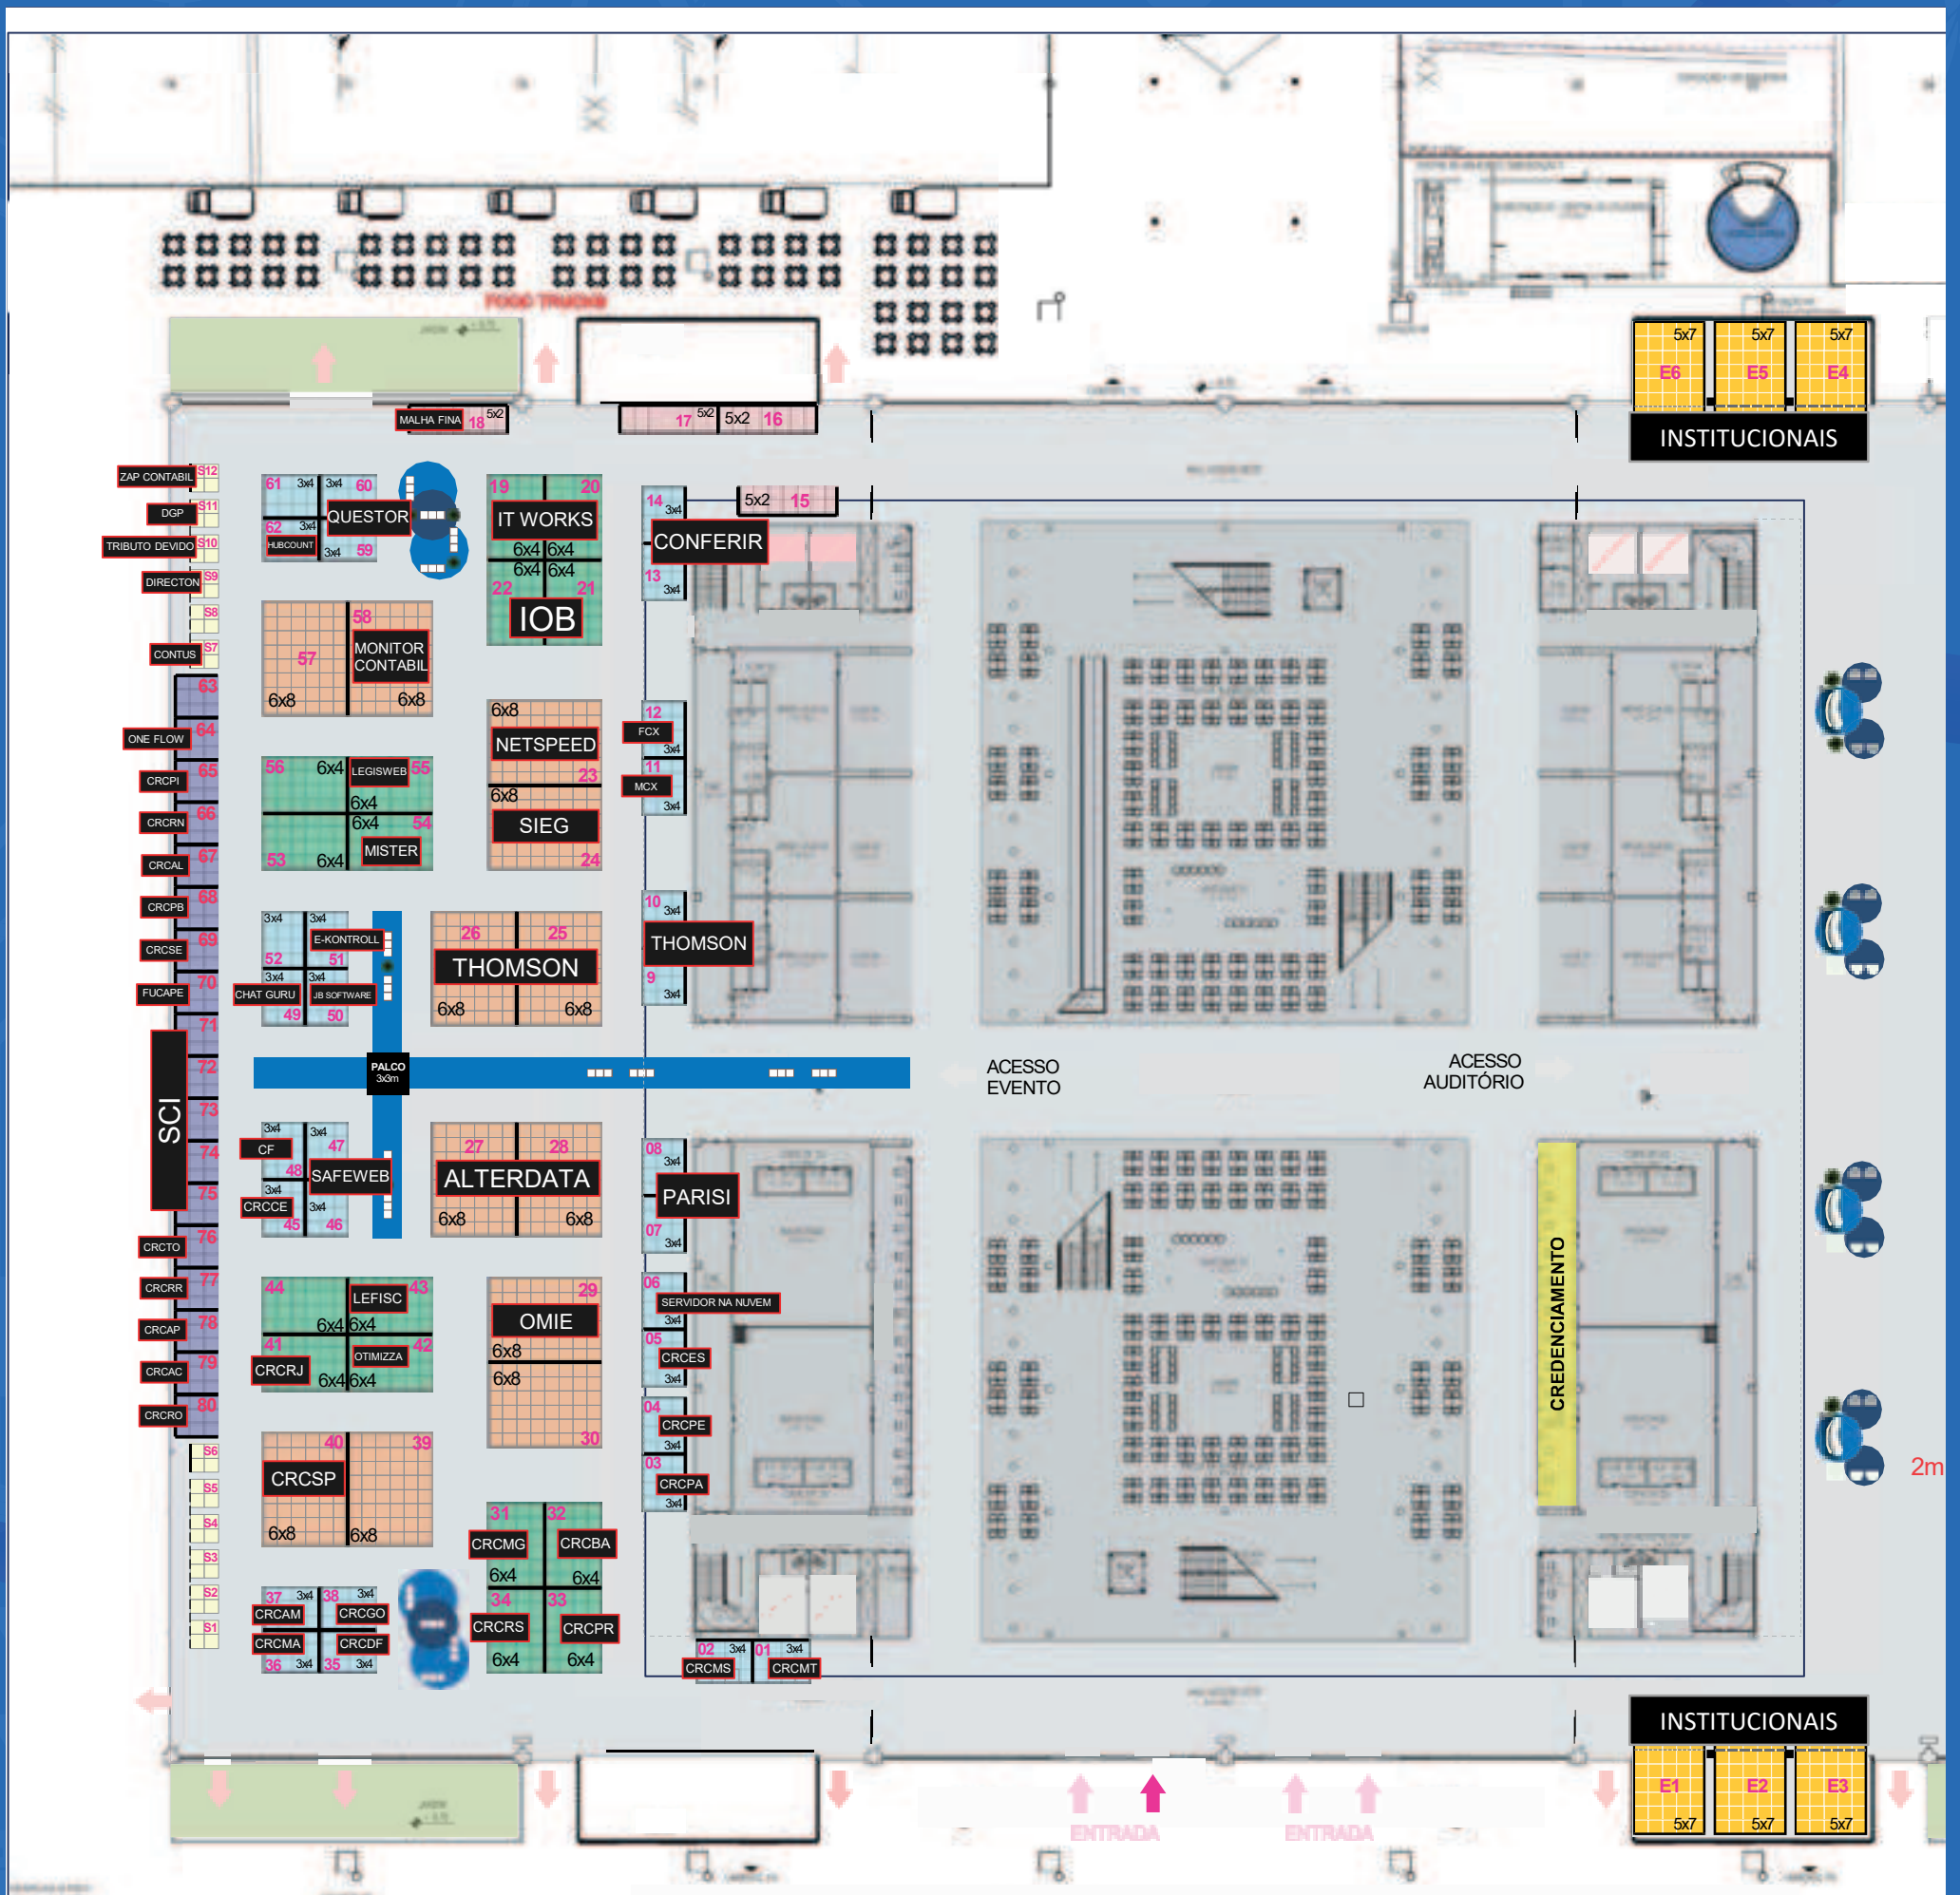 FOOD TRUCKS
5x7
5x7
5x7
E6
E5
E4
INSTITUCIONAIS
MALHA FINA
18
5x2
17
5x2
5x2
16
ZAP CONTABIL
S12
DGP
S11
TRIBUTO DEVIDO
S10
DIRECTON
S9
S8
CONTUS
S7
61
3x4
3x4
60
QUESTOR
62
3x4
HUBCOUNT
3x4
59
19
20
IT WORKS
6x4
6x4
6x4
6x4
22
21
IOB
14
3x4
CONFERIR
13
3x4
5x2
15
58
57
MONITOR
CONTABIL
6x8
6x8
63
64
ONE FLOW
65
CRCPI
66
CRCRN
67
CRCAL
68
CRCPB
69
CRCSE
70
FUCAPE
71
72
SCI
73
74
75
76
CRCTO
77
CRCRR
78
CRCAP
79
CRCAC
80
CRCRO
6x8
NETSPEED
23
6x8
SIEG
24
12
FCX
3x4
11
MCX
3x4
56
6x4
LEGISWEB
55
6x4
6x4
54
53
6x4
MISTER
3x4
3x4
E-KONTROLL
52
51
3x4
3x4
CHAT GURU
JB SOFTWARE
49
50
26
25
THOMSON
6x8
6x8
10
3x4
THOMSON
9
3x4
PALCO
3x3m
ACESSO
EVENTO
ACESSO
AUDITÓRIO
3x4
3x4
CF
47
48
SAFEWEB
3x4
CRCCE
3x4
45
46
27
28
ALTERDATA
6x8
6x8
08
3x4
PARISI
07
3x4
44
LEFISC
43
6x4
6x4
41
42
CRCRJ
OTIMIZZA
6x4
6x4
29
OMIE
6x8
6x8
30
06
SERVIDOR NA NUVEM
3x4
05
CRCES
3x4
04
CRCPE
3x4
03
CRCPA
3x4
CREDENCIAMENTO
2m
40
39
CRCSP
6x8
6x8
S6
S5
S4
S3
S2
S1
31
32
CRCMG
CRCBA
6x4
6x4
34
33
CRCRS
CRCPR
6x4
6x4
37
3x4
38
3x4
CRCAM
CRCGO
CRCMA
CRCDF
36
3x4
35
3x4
02
3x4
01
3x4
CRCMS
CRCMT
INSTITUCIONAIS
E1
E2
E3
5x7
5x7
5x7
ENTRADA
ENTRADA